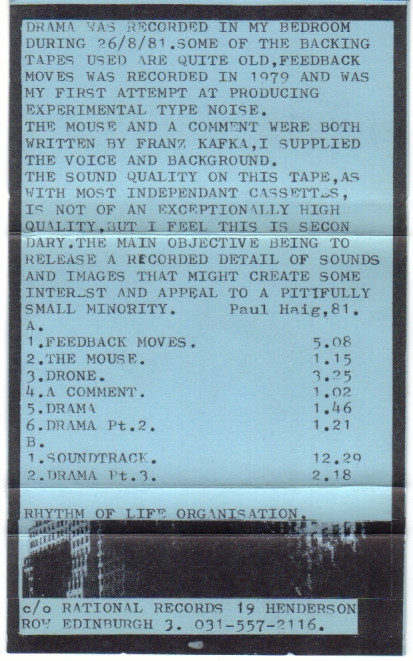 DRAMA WAS RECORDED IN MY BEDROOM
DURING 26/8/81.SOME OF THE BACKING
TAPES USED ARE QUITE OLD,FEEDBACK
MOVES WAS RECORDED IN 1979 AND WAS
MY FIRST ATTEMPT AT PRODUCING
EXPERIMENTAL TYPE NOISE.
THE MOUSE AND A COMMENT WERE BOTH
WRITTEN BY FRANZ KAFKA,I SUPPLIED
THE VOICE AND BACKGROUND.
THE SOUND QUALITY ON THIS TAPE,AS
WITH MOST INDEPENDANT CASSETTES,
IS NOT OF AN EXCEPTIONALLY HIGH
QUALITY,BUT I FEEL THIS IS SECON
DARY.THE MAIN OBJECTIVE BEING TO
RELEASE A RECORDED DETAIL OF SOUNDS
AND IMAGES THAT MIGHT CREATE SOME
INTEREST AND APPEAL TO A PITIFULLY
SMALL MINORITY. Paul Haig,81.
A.
1.FEEDBACK MOVES. 5.08
2.THE MOUSE. 1.15
3.DRONE. 3.25
4.A COMMENT. 1.02
5.DRAMA 1.46
6.DRAMA Pt.2. 1.21
B.
1.SOUNDTRACK. 12.29
2.DRAMA Pt.3. 2.18
RHYTHM OF LIFE ORGANISATION.
c/o RATIONAL RECORDS 19 HENDERSON
ROW EDINBURGH 3. 031-557-2116.